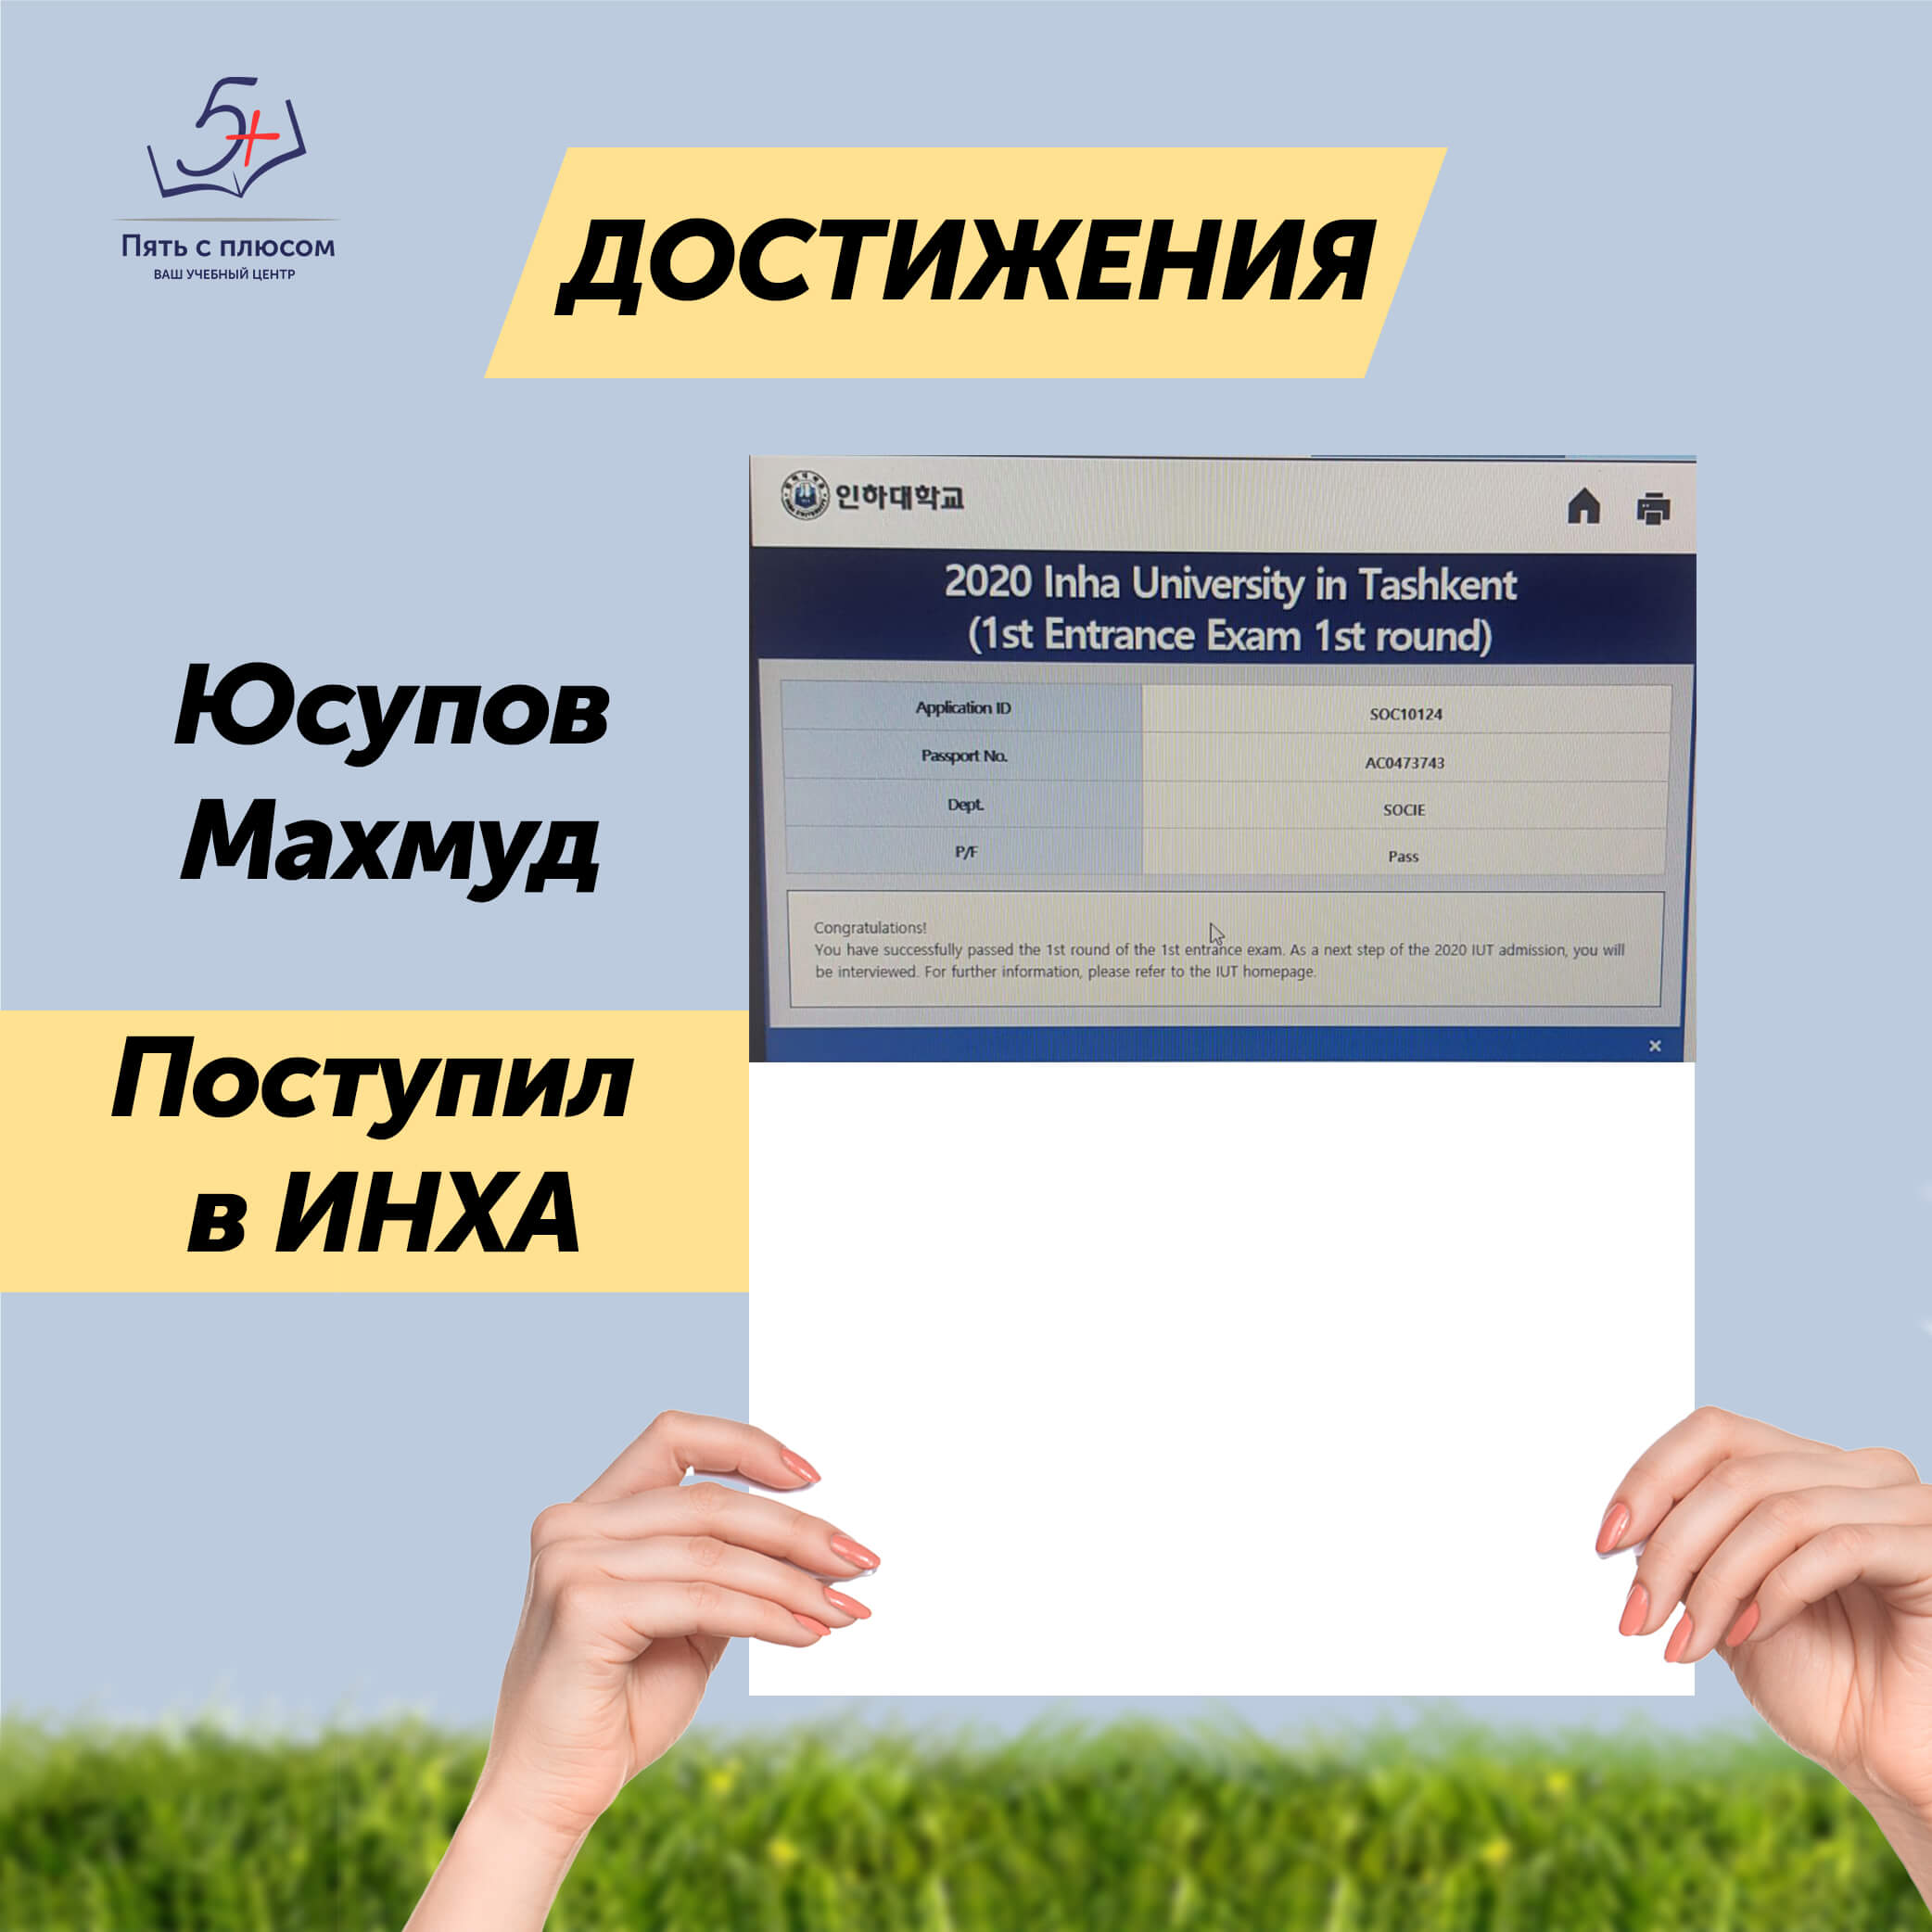 5+
Пять с плюсом
ВАШ УЧЕБНЫЙ ЦЕНТР
ДОСТИЖЕНИЯ
Юсупов
Махмуд
Поступил
в ИНХА
인하대학교
2020 Inha University in Tashkent
(1st Entrance Exam 1st round)
Application ID SOC10124
Passport No. AC0473743
Dept. SOCIE
P/F Pass
Congratulations!
You have successfully passed the 1st round of the 1st entrance exam. As a next step of the 2020 IUT admission, you will
be interviewed. For further information, please refer to the IUT homepage.